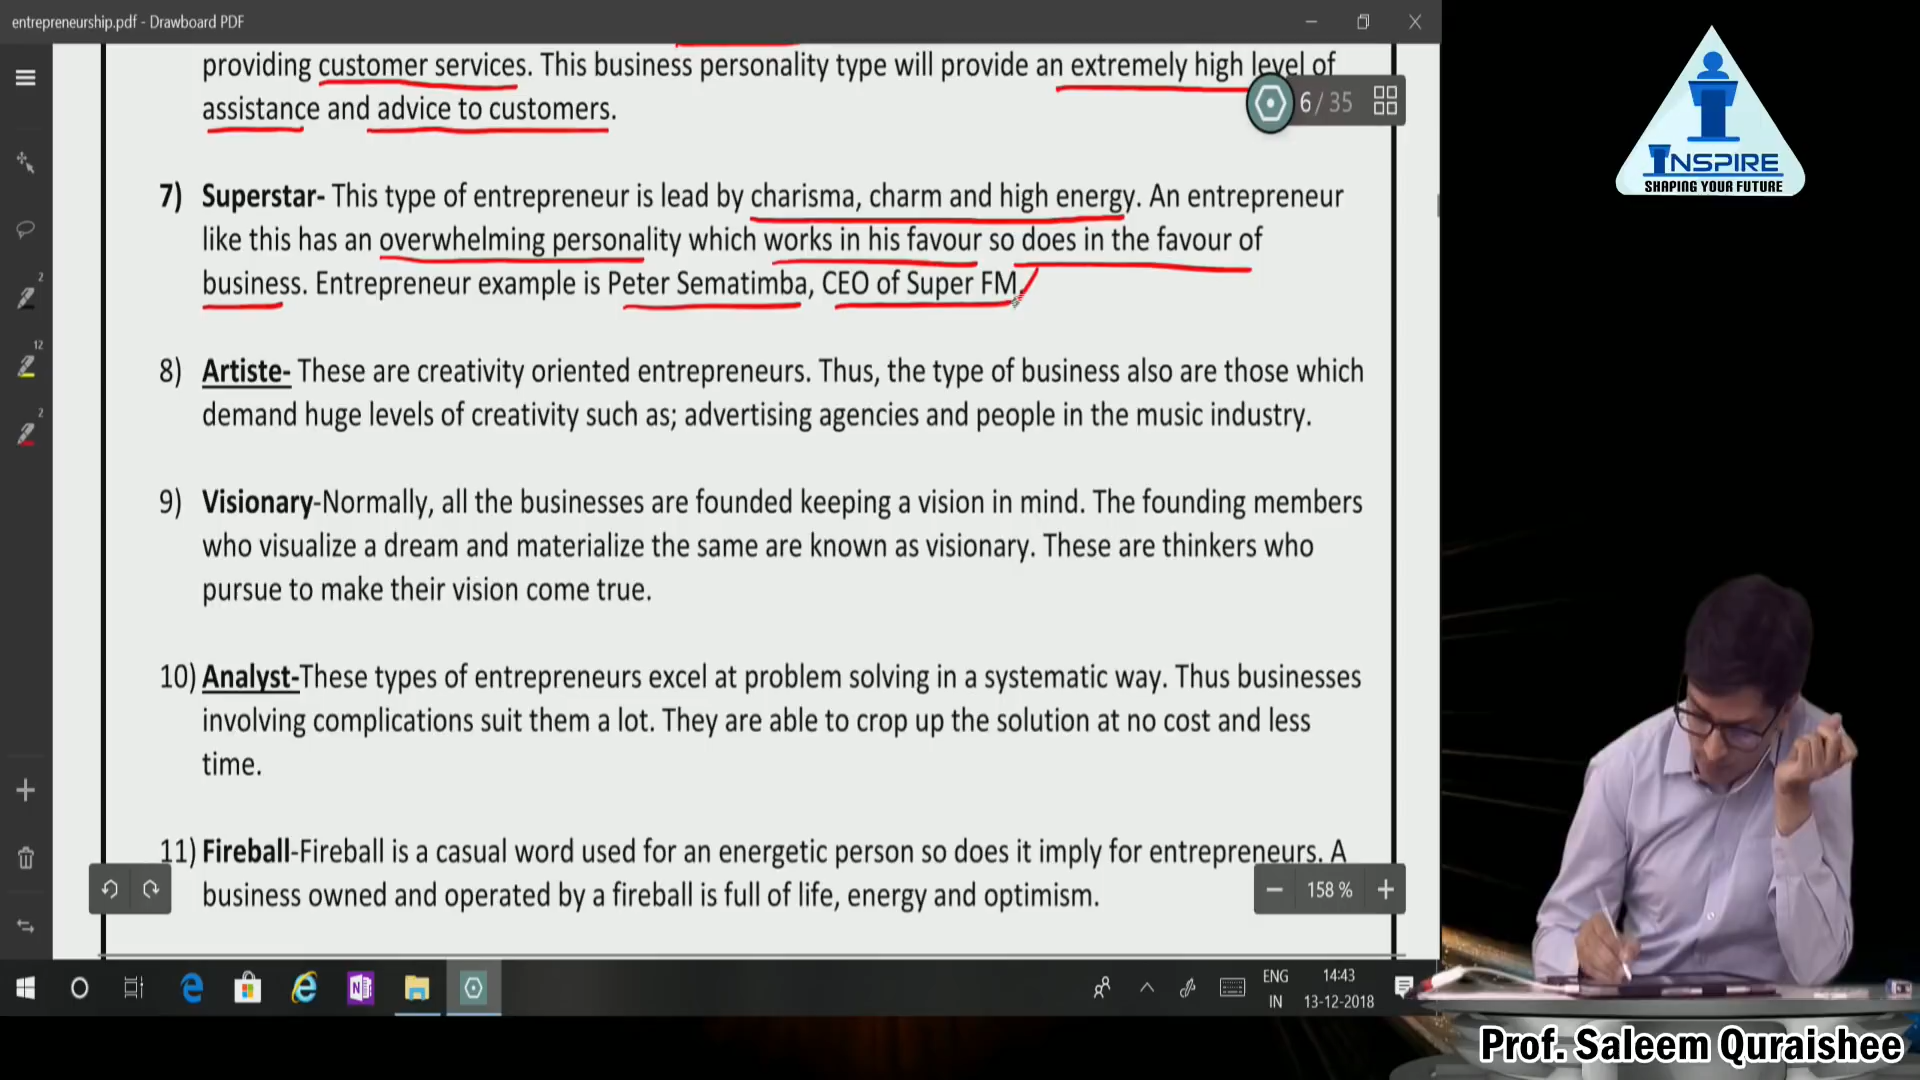 entrepreneurship.pdf - Drawboard PDF
providing customer services. This business personality type will provide an extremely high level of
assistance and advice to customers.
6 / 35
7) Superstar- This type of entrepreneur is lead by charisma, charm and high energy. An entrepreneur
like this has an overwhelming personality which works in his favour so does in the favour of
business. Entrepreneur example is Peter Sematimba, CEO of Super FM.
8) Artiste- These are creativity oriented entrepreneurs. Thus, the type of business also are those which
demand huge levels of creativity such as; advertising agencies and people in the music industry.
9) Visionary-Normally, all the businesses are founded keeping a vision in mind. The founding members
who visualize a dream and materialize the same are known as visionary. These are thinkers who
pursue to make their vision come true.
10) Analyst-These types of entrepreneurs excel at problem solving in a systematic way. Thus businesses
involving complications suit them a lot. They are able to crop up the solution at no cost and less
time.
11) Fireball-Fireball is a casual word used for an energetic person so does it imply for entrepreneurs. A
business owned and operated by a fireball is full of life, energy and optimism.
158 %
2
12
2
ENG
IN
14:43
13-12-2018
INSPIRE
SHAPING YOUR FUTURE
Prof. Saleem Quraishee